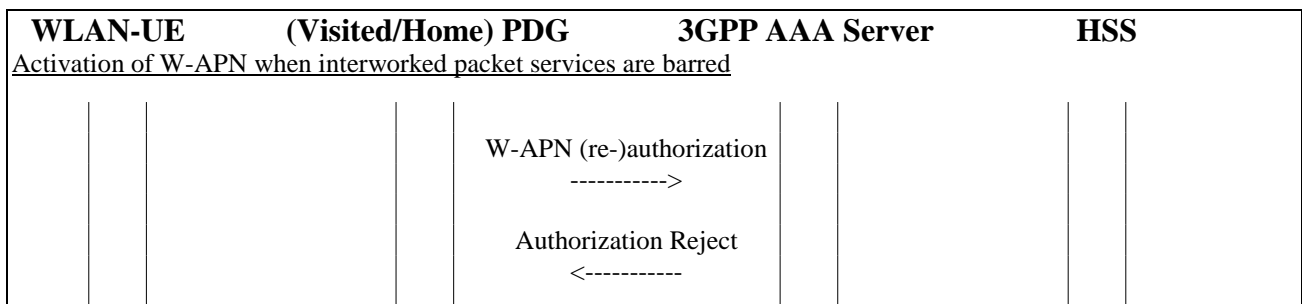 WLAN-UE (Visited/Home) PDG 3GPP AAA Server HSS
Activation of W-APN when interworked packet services are barred
W-APN (re-)authorization
----------->
Authorization Reject
<-----------